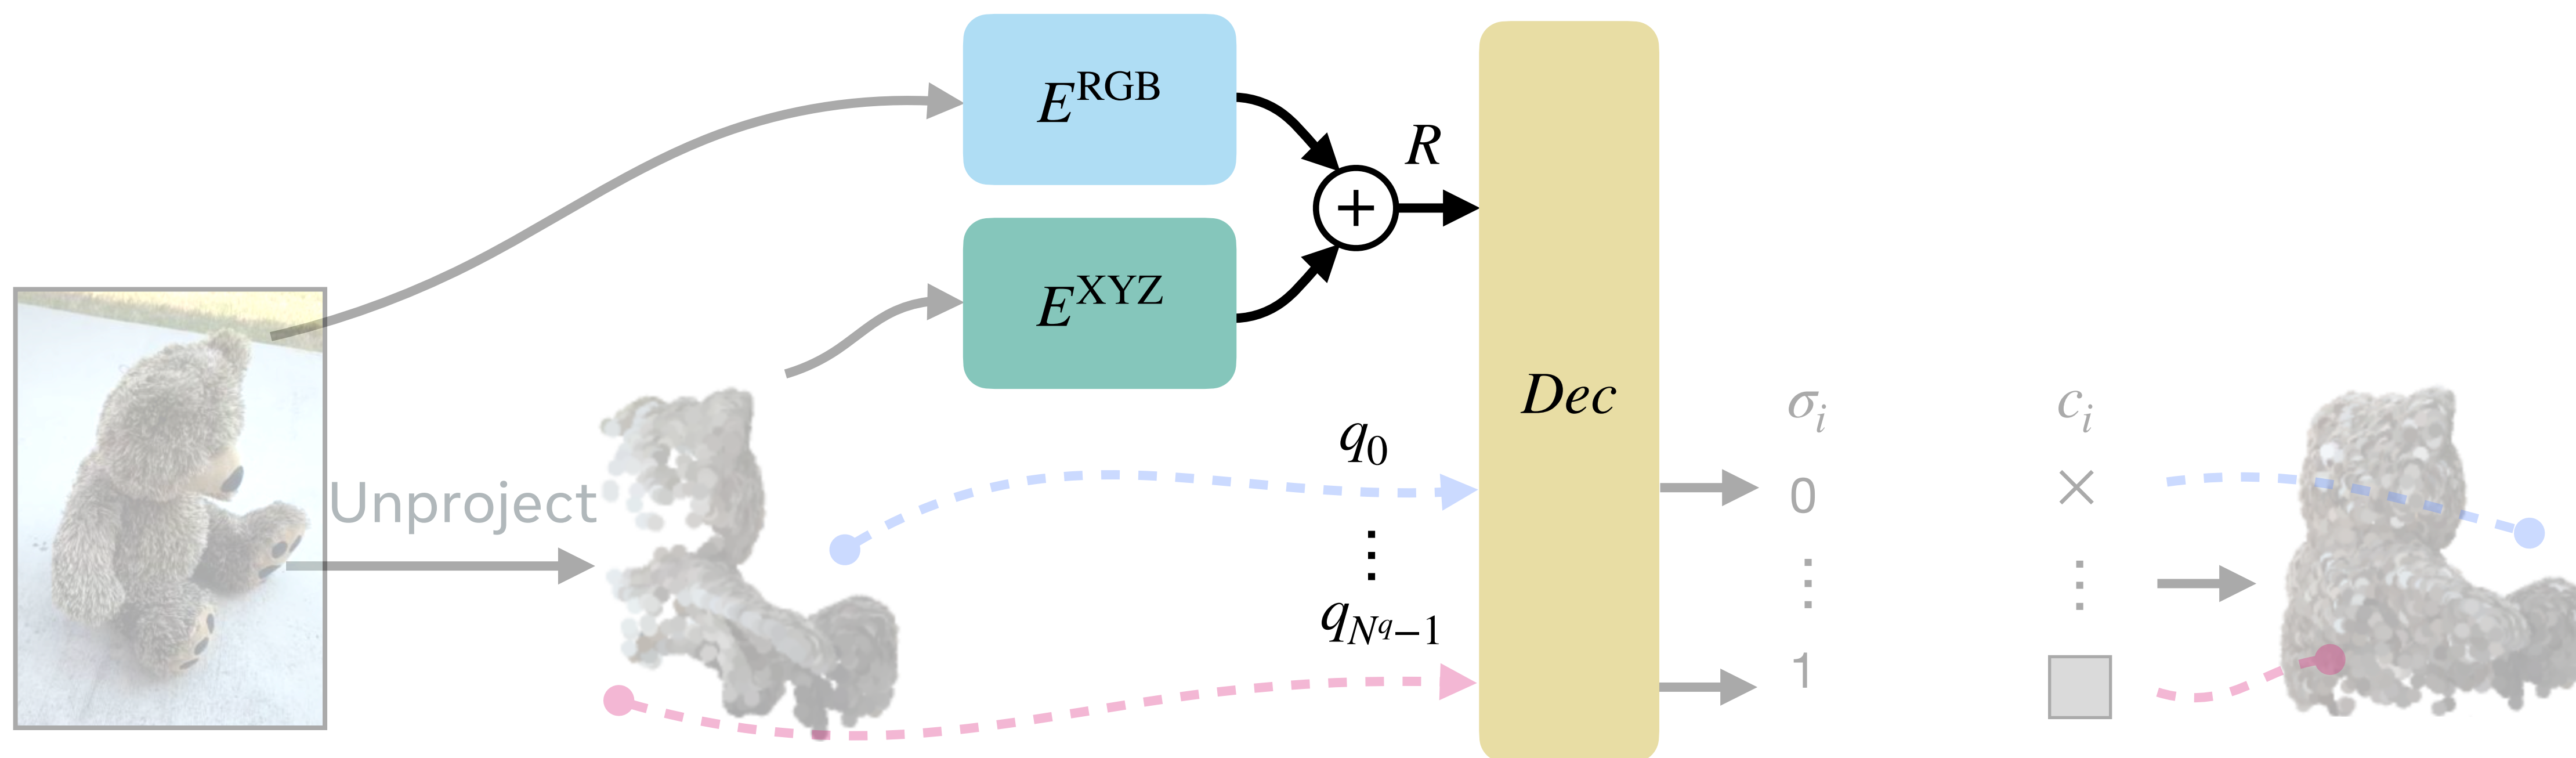 E^RGB
R
E^XYZ
+
Dec
Unproject
q_0
⋮
q_{N^q−1}
σ_i
0
⋮
1
c_i
×
⋮